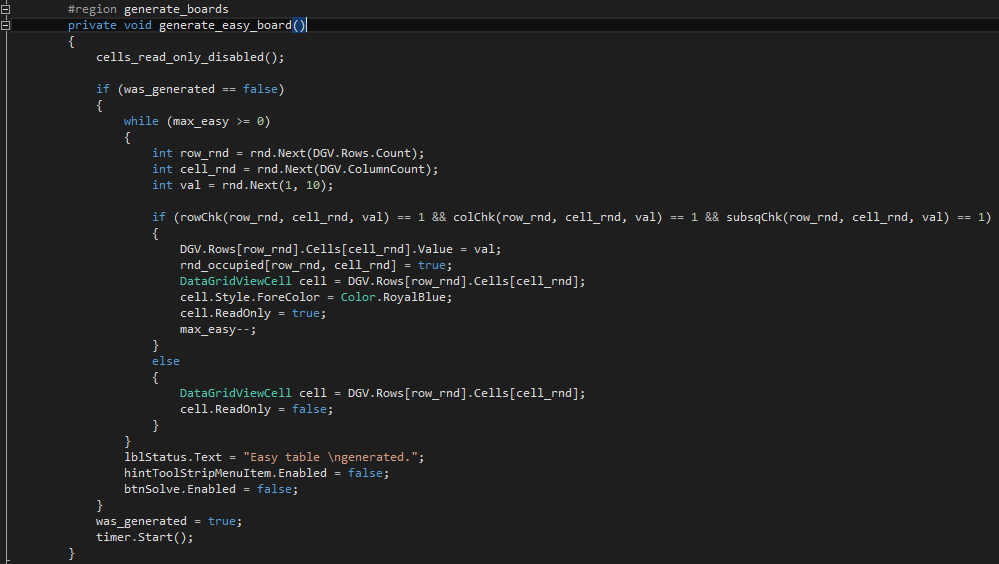 #region generate_boards
private void generate_easy_board()
{
cells_read_only_disabled();
if (was_generated == false)
{
while (max_easy >= 0)
{
int row_rnd = rnd.Next(DGV.Rows.Count);
int cell_rnd = rnd.Next(DGV.ColumnCount);
int val = rnd.Next(1, 10);
if (rowChk(row_rnd, cell_rnd, val) == 1 && colChk(row_rnd, cell_rnd, val) == 1 && subsqChk(row_rnd, cell_rnd, val) == 1)
{
DGV.Rows[row_rnd].Cells[cell_rnd].Value = val;
rnd_occupied[row_rnd, cell_rnd] = true;
DataGridViewCell cell = DGV.Rows[row_rnd].Cells[cell_rnd];
cell.Style.ForeColor = Color.RoyalBlue;
cell.ReadOnly = true;
max_easy--;
}
else
{
DataGridViewCell cell = DGV.Rows[row_rnd].Cells[cell_rnd];
cell.ReadOnly = false;
}
}
lblStatus.Text = "Easy table \ngenerated.";
hintToolStripMenuItem.Enabled = false;
btnSolve.Enabled = false;
}
was_generated = true;
timer.Start();
}